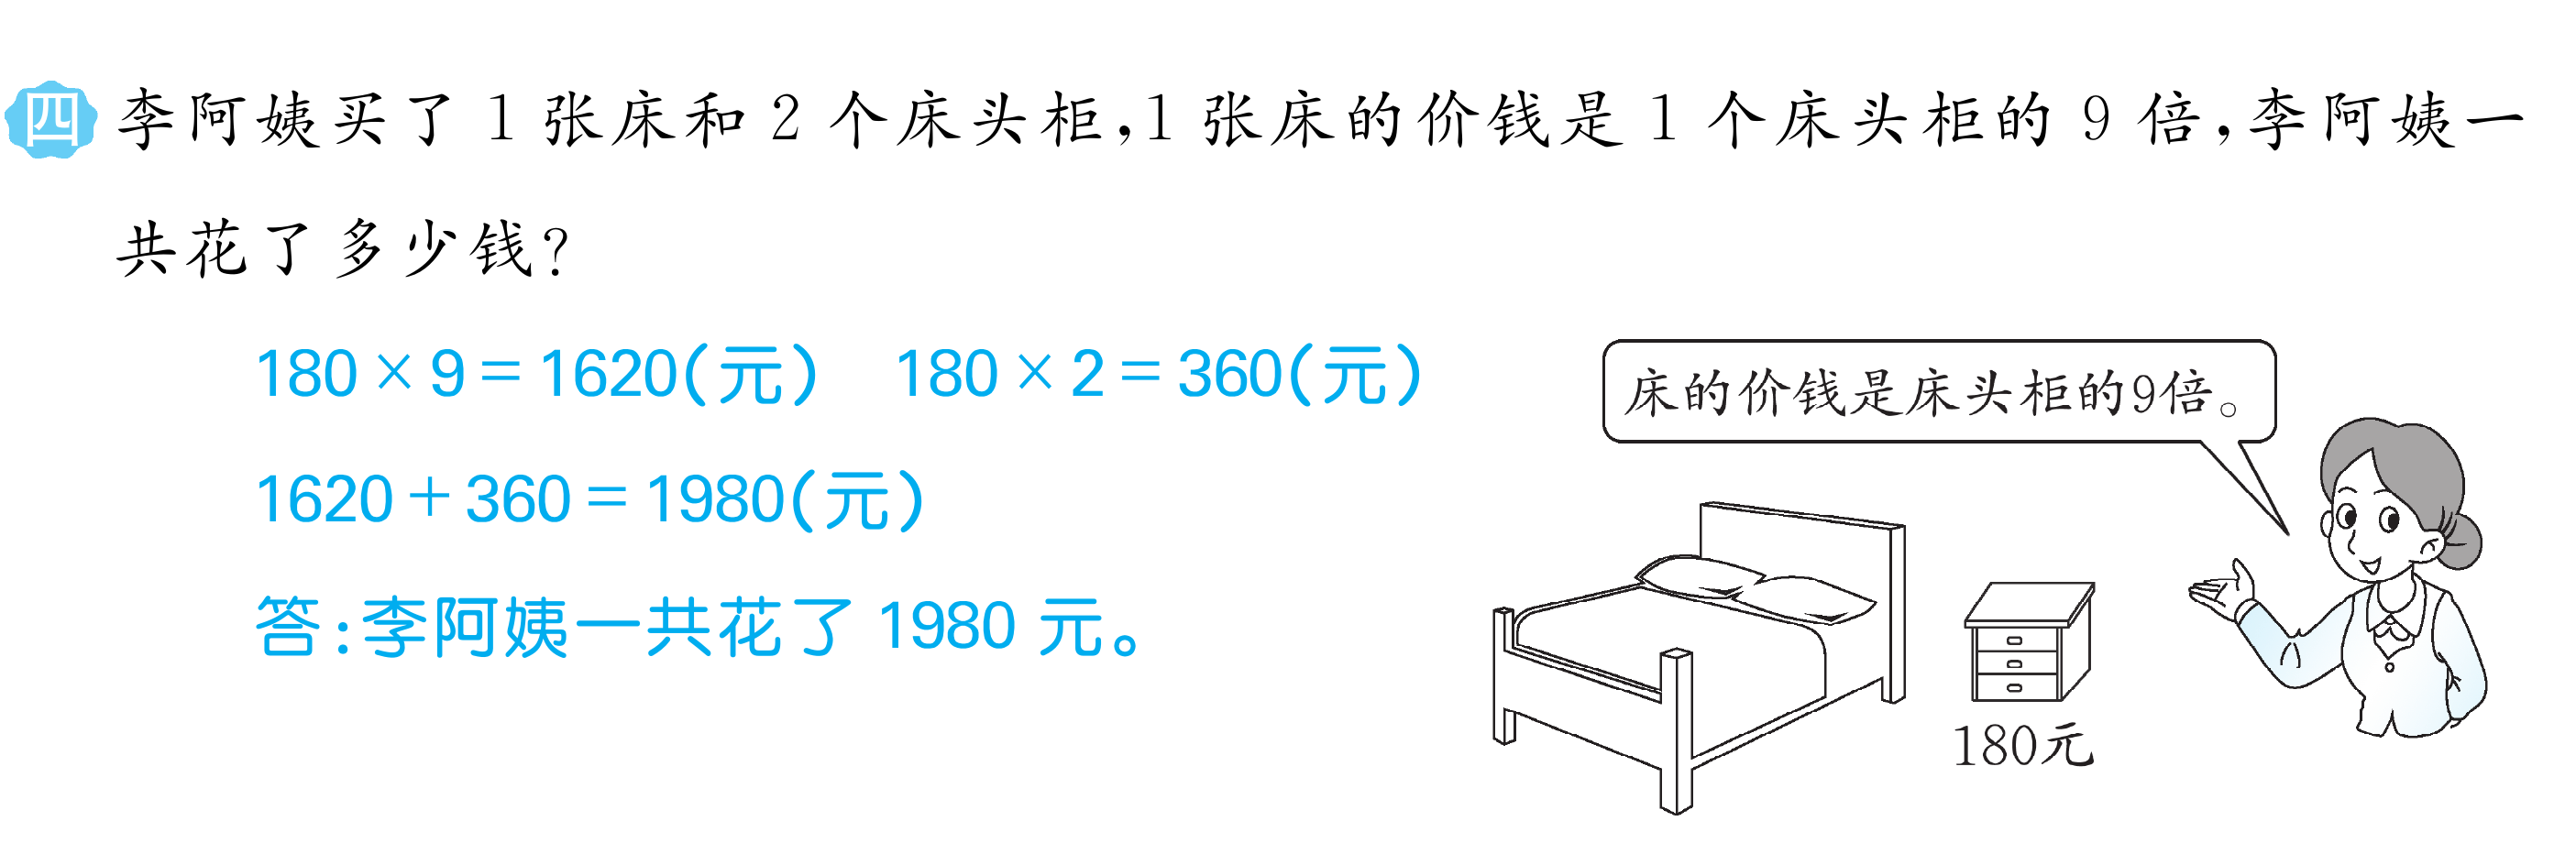 四 李阿姨买了 1 张床和 2 个床头柜,1 张床的价钱是 1 个床头柜的 9 倍,李阿姨一
共花了多少钱?
180×9=1620(元) 180×2=360(元)
1620+360=1980(元)
答:李阿姨一共花了 1980 元。
床的价钱是床头柜的9倍。
180元